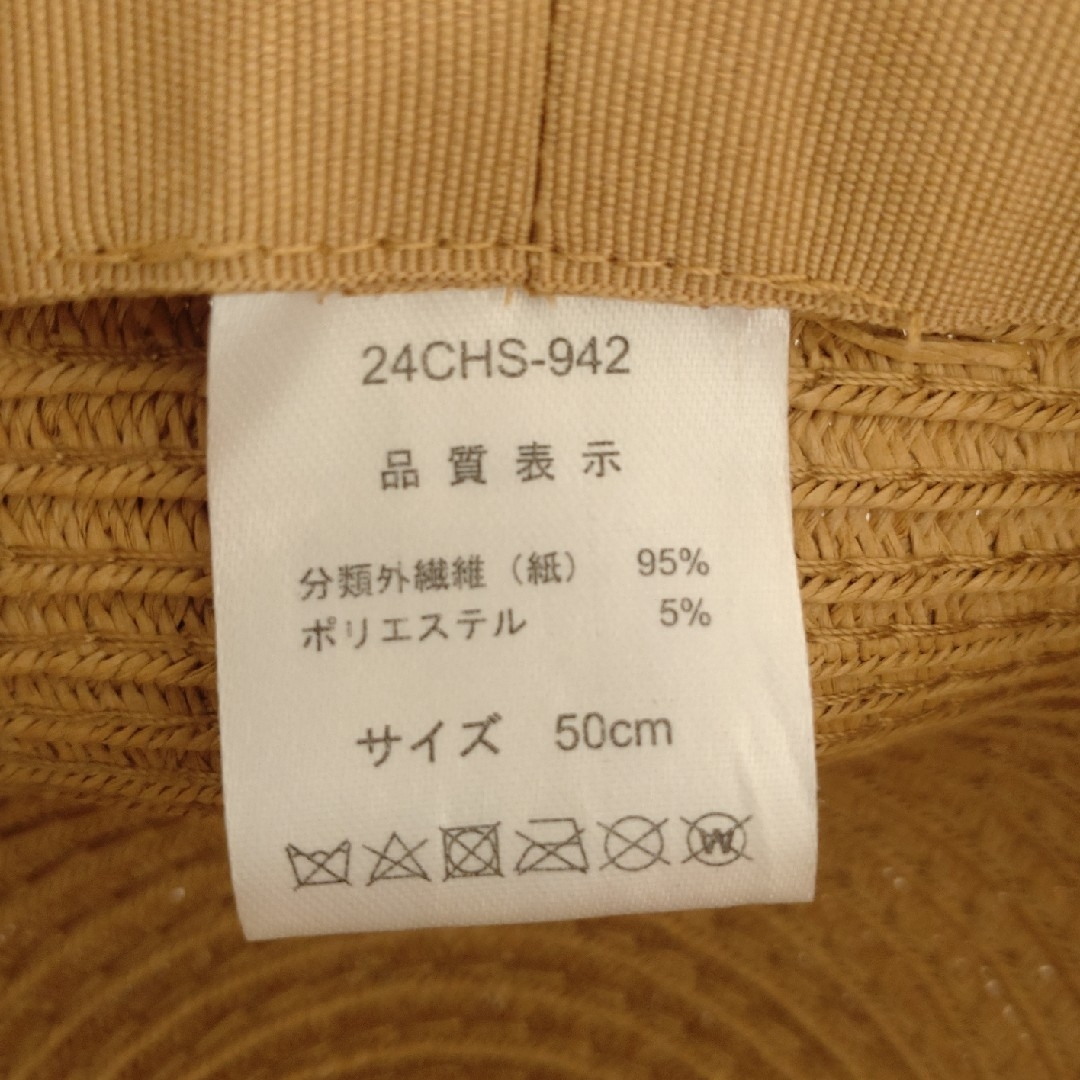 24CHS-942
品質表示
分類外繊維（紙） 95%
ポリエステル 5%
サイズ 50cm
W